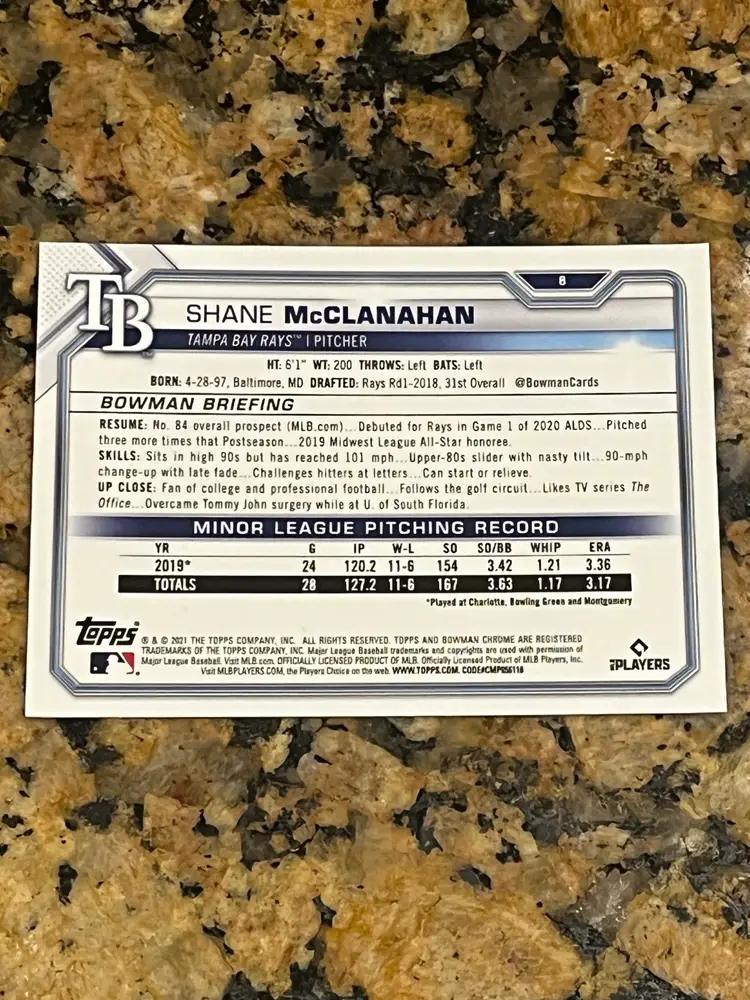 8
TB
SHANE McCLANAHAN
TAMPA BAY RAYS™ | PITCHER
HT: 6'1" WT: 200 THROWS: Left BATS: Left
BORN: 4-28-97, Baltimore, MD DRAFTED: Rays Rd1-2018, 31st Overall @BowmanCards
BOWMAN BRIEFING
RESUME: No. 84 overall prospect (MLB.com)...Debuted for Rays in Game 1 of 2020 ALDS...Pitched
three more times that Postseason...2019 Midwest League All-Star honoree.
SKILLS: Sits in high 90s but has reached 101 mph...Upper-80s slider with nasty tilt...90-mph
change-up with late fade...Challenges hitters at letters...Can start or relieve.
UP CLOSE: Fan of college and professional football...Follows the golf circuit...Likes TV series The
Office...Overcame Tommy John surgery while at U. of South Florida.
MINOR LEAGUE PITCHING RECORD
YR G IP W-L SO SO/BB WHIP ERA
2019* 24 120.2 11-6 154 3.42 1.21 3.36
TOTALS 28 127.2 11-6 167 3.63 1.17 3.17
*Played at Charlotte, Bowling Green and Montgomery
Topps
® & © 2021 THE TOPPS COMPANY, INC. ALL RIGHTS RESERVED. TOPPS AND BOWMAN CHROME ARE REGISTERED
TRADEMARKS OF THE TOPPS COMPANY, INC. Major League Baseball trademarks and copyrights are used with permission of
Major League Baseball. Visit MLB.com. OFFICIALLY LICENSED PRODUCT OF MLB. Officially Licensed Product of MLB Players, Inc.
Visit MLBPLAYERS.COM, the Players Choice on the web. WWW.TOPPS.COM. CODE#CMP056118
PLAYERS